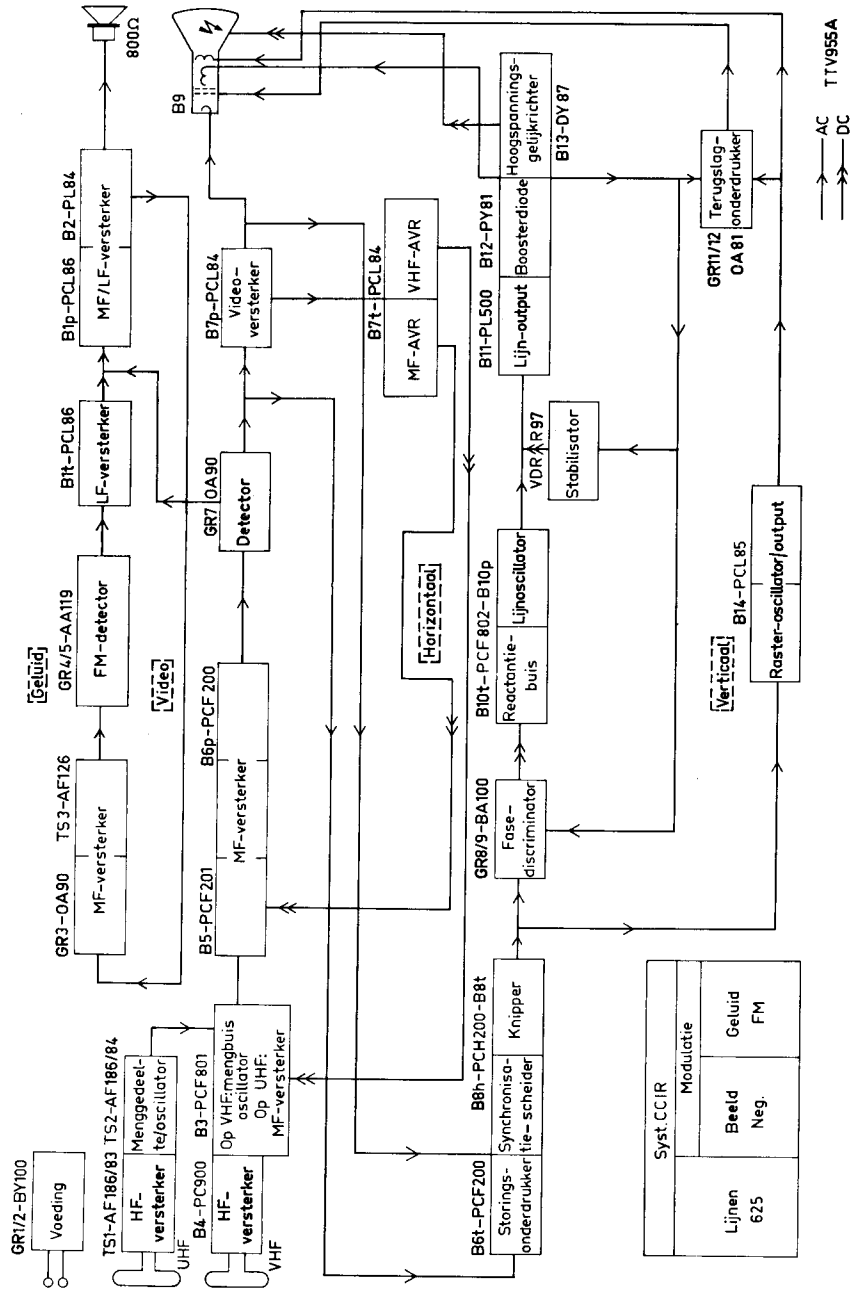 GR1/2-BY100
Voeding
TS1-AF186/83
TS2-AF186/84
HF-
versterker
Menggedeel-
te/oscillator
UHF
B4-PC900
B3-PCF801
HF-
versterker
Op VHF:mengbuis
oscillator
Op UHF:
MF-versterker
VHF
Geluid
GR3-OA90
TS3-AF126
MF-versterker
GR4/5-AA119
FM-detector
B1t-PCL86
LF-versterker
B1p-PCL86
B2-PL84
MF/LF-versterker
800Ω
Video
B5-PCF201
B6p-PCF200
MF-versterker
GR7
OA90
Detector
B7p-PCL84
Video-
versterker
B9
B7t-PCL84
MF-AVR
VHF-AVR
Horizontaal
B6t-PCF200
B8h-PCH200-B8t
Storings-
onderdrukker
Synchronisa-
tie-scheider
Knipper
GR8/9-BA100
Fase-
discriminator
B10t-PCF802-B10p
Reactantie-
buis
Lijnoscillator
VDR
R97
Stabilisator
B11-PL500
B12-PY81
Lijn-output
Boosterdiode
Hoogspannings-
gelijkrichter
B13-DY87
GR11/12
OA81
Terugslag-
onderdrukker
Verticaal
B14-PCL85
Raster-oscillator/output
Syst.CCIR
Modulatie
Lijnen
Beeld
Geluid
625
Neg.
FM
AC
DC
TTV955A